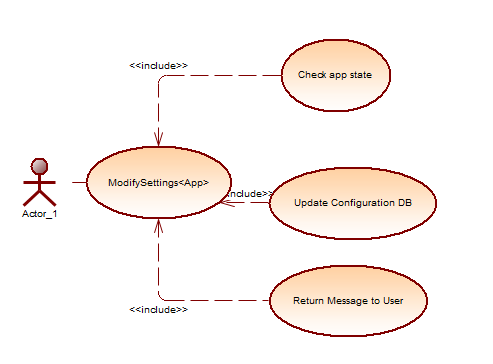 <<include>>
Check app state
ModifySettings<App>
include>>
Update Configuration DB
Actor_1
Return Message to User
<<include>>